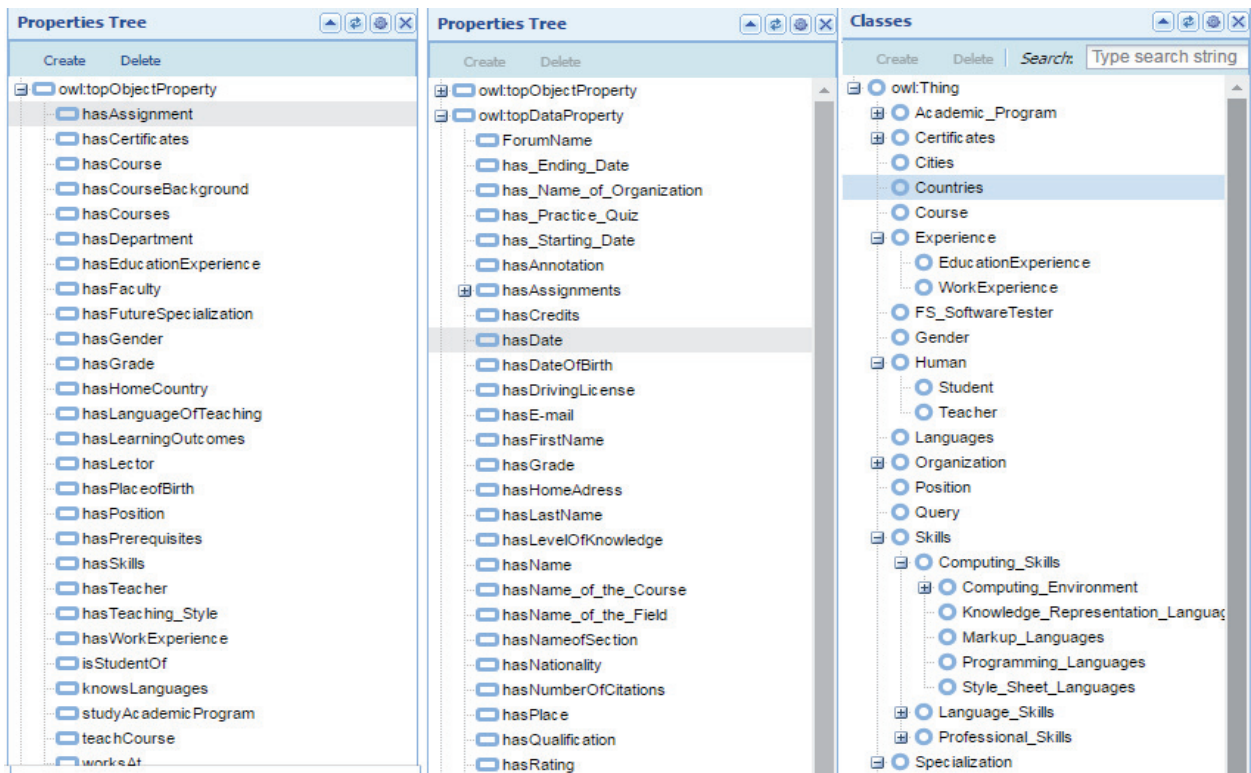 Properties Tree
Create Delete
owl:topObjectProperty
hasAssignment
hasCertificates
hasCourse
hasCourseBackground
hasCourses
hasDepartment
hasEducationExperience
hasFaculty
hasFutureSpecialization
hasGender
hasGrade
hasHomeCountry
hasLanguageOfTeaching
hasLearningOutcomes
hasLector
hasPlaceofBirth
hasPosition
hasPrerequisites
hasSkills
hasTeacher
hasTeaching_Style
hasWorkExperience
isStudentOf
knowsLanguages
studyAcademicProgram
teachCourse
worksAt
Properties Tree
Create Delete
owl:topObjectProperty
owl:topDataProperty
ForumName
has_Ending_Date
has_Name_of_Organization
has_Practice_Quiz
has_Starting_Date
hasAnnotation
hasAssignments
hasCredits
hasDate
hasDateOfBirth
hasDrivingLicense
hasE-mail
hasFirstName
hasGrade
hasHomeAdress
hasLastName
hasLevelOfKnowledge
hasName
hasName_of_the_Course
hasName_of_the_Field
hasNameofSection
hasNationality
hasNumberOfCitations
hasPlace
hasQualification
hasRating
Classes
Create Delete Search: Type search string
owl:Thing
Academic_Program
Certificates
Cities
Countries
Course
Experience
EducationExperience
WorkExperience
FS_SoftwareTester
Gender
Human
Student
Teacher
Languages
Organization
Position
Query
Skills
Computing_Skills
Computing_Environment
Knowledge_Representation_Languag
Markup_Languages
Programming_Languages
Style_Sheet_Languages
Language_Skills
Professional_Skills
Specialization